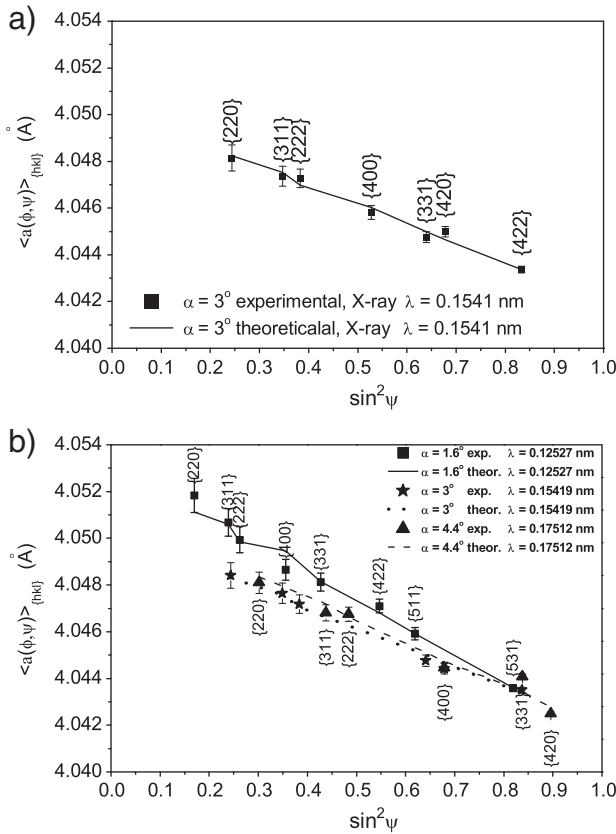 a)
4.054
4.052
4.050
4.048
4.046
4.044
4.042
4.040
<a(ϕ,ψ)>{hkl} (Å)
{220}
{311}
{222}
{400}
{331}
{420}
{422}
α = 3° experimental, X-ray λ = 0.1541 nm
α = 3° theoreticalal, X-ray λ = 0.1541 nm
0.0 0.1 0.2 0.3 0.4 0.5 0.6 0.7 0.8 0.9 1.0
sin²ψ
b)
4.054
4.052
4.050
4.048
4.046
4.044
4.042
4.040
<a(ϕ,ψ)>{hkl} (Å)
α = 1.6° exp. λ = 0.12527 nm
α = 1.6° theor. λ = 0.12527 nm
α = 3° exp. λ = 0.15419 nm
α = 3° theor. λ = 0.15419 nm
α = 4.4° exp. λ = 0.17512 nm
α = 4.4° theor. λ = 0.17512 nm
{220}
{311}
{222}
{400}
{331}
{422}
{511}
{531}
{220}
{311}
{222}
{400}
{331}
{420}
0.0 0.1 0.2 0.3 0.4 0.5 0.6 0.7 0.8 0.9 1.0
sin²ψ